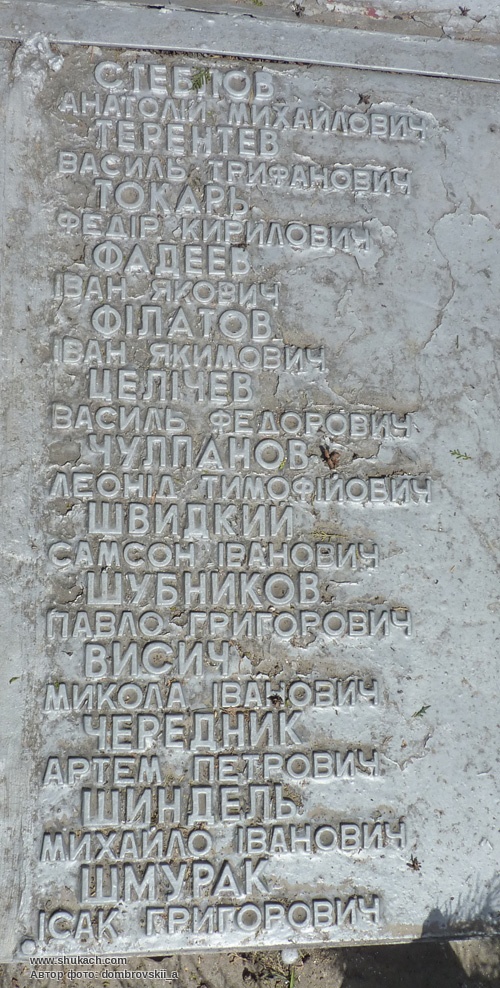 СТЕБЛОВ
АНАТОЛІЙ МИХАЙЛОВИЧ
ТЕРЕНТЕВ
ВАСИЛЬ ТРИФАНОВИЧ
ТОКАРЬ
ФЕДІР КИРИЛОВИЧ
ФАДЕЕВ
ІВАН ЯКОВИЧ
ФІЛАТОВ
ІВАН ЯКИМОВИЧ
ЦЕЛІЧЕВ
ВАСИЛЬ ФЕДОРОВИЧ
ЧУЛПАНОВ
ЛЕОНІД ТИМОФІЙОВИЧ
ШВИДКИЙ
САМСОН ІВАНОВИЧ
ШУБНИКОВ
ПАВЛО ГРИГОРОВИЧ
ВИСИЧ
МИКОЛА ІВАНОВИЧ
ЧЕРЕДНИК
АРТЕМ ПЕТРОВИЧ
ШИНДЕЛЬ
МИХАЙЛО ІВАНОВИЧ
ШМУРАК
ІСАК ГРИГОРОВИЧ
www.shukach.com
Автор фото: dombrovskii_a